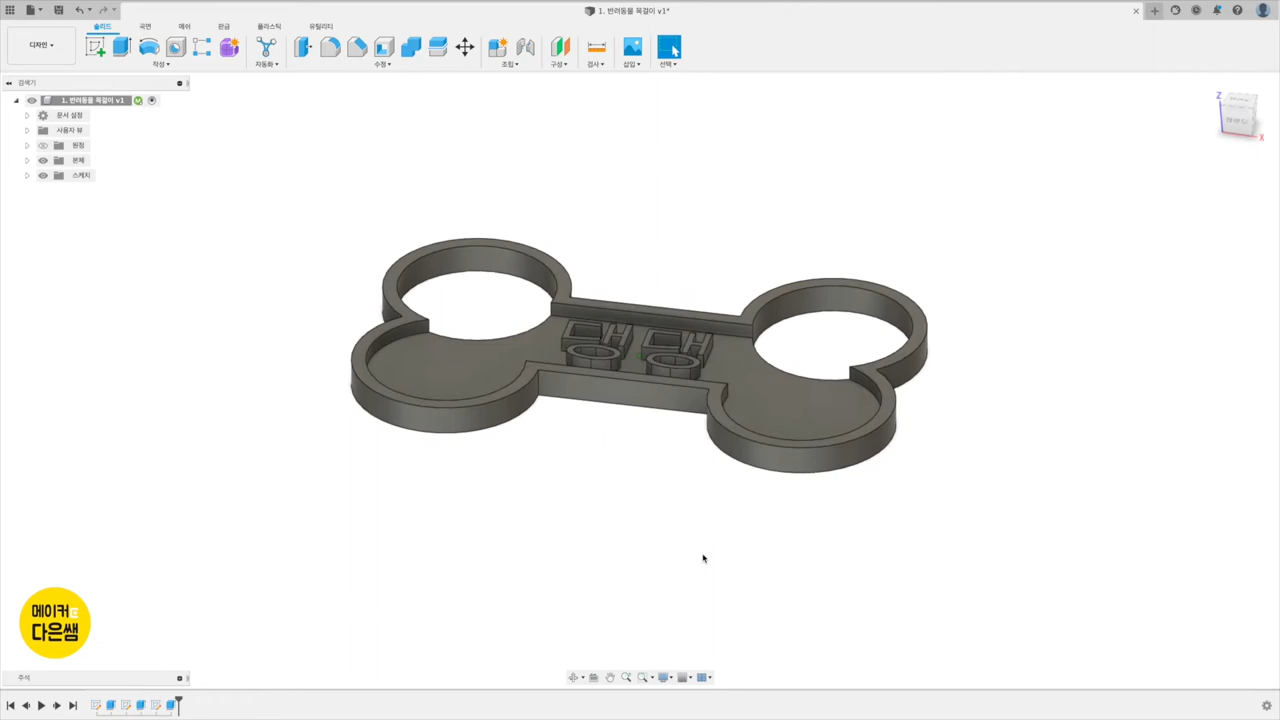 1. 반려동물 목걸이 v1*
솔리드 곡면 메쉬 판금 플라스틱 유틸리티
디자인
작성 자동화 수정 조립 구성 검사 삽입 선택
검색기
1. 반려동물 목걸이 v1
문서 설정
사용자 뷰
원점
본체
스케치
Z
X
댕댕
메이커
다은쌤
주석